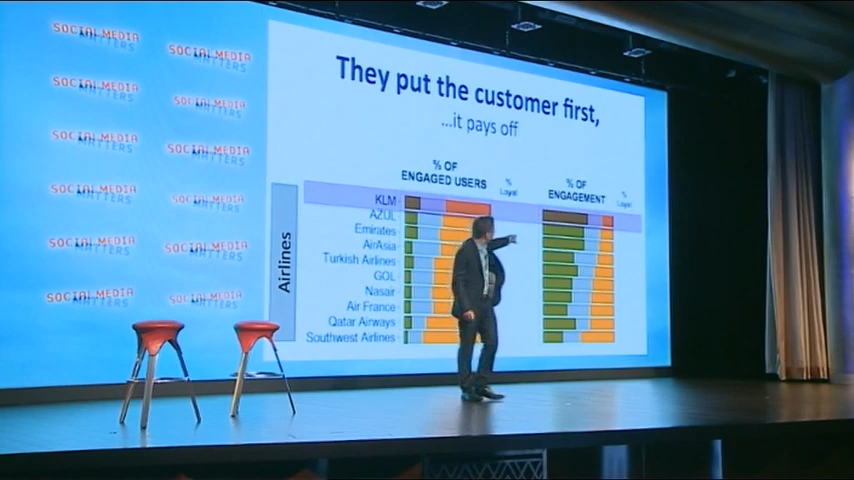 SOCIAL MEDIA
MATTERS
SOCIAL MEDIA
MATTERS
SOCIAL MEDIA
MATTERS
SOCIAL MEDIA
MATTERS
SOCIAL MEDIA
MATTERS
SOCIAL MEDIA
MATTERS
SOCIAL MEDIA
MATTERS
SOCIAL MEDIA
MATTERS
SOCIAL MEDIA
MATTERS
SOCIAL MEDIA
MATTERS
SOCIAL MEDIA
MATTERS
SOCIAL MEDIA
MATTERS
They put the customer first,
...it pays off
% OF
ENGAGED USERS
%
Loyal
% OF
ENGAGEMENT
%
Loyal
Airlines
KLM
AZUL
Emirates
AirAsia
Turkish Airlines
GOL
Nasair
Air France
Qatar Airways
Southwest Airlines